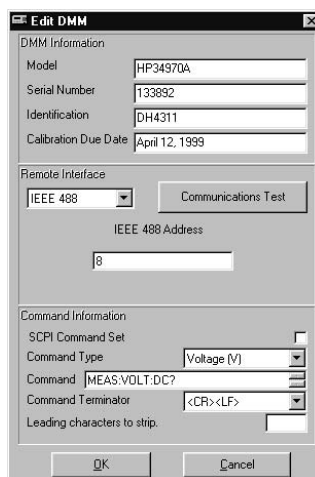 Edit DMM
DMM Information
Model HP34970A
Serial Number 133892
Identification DH4311
Calibration Due Date April 12, 1999
Remote Interface
IEEE 488 Communications Test
IEEE 488 Address
8
Command Information
SCPI Command Set
Command Type Voltage (V)
Command MEAS:VOLT:DC?
Command Terminator <CR><LF>
Leading characters to strip.
OK Cancel